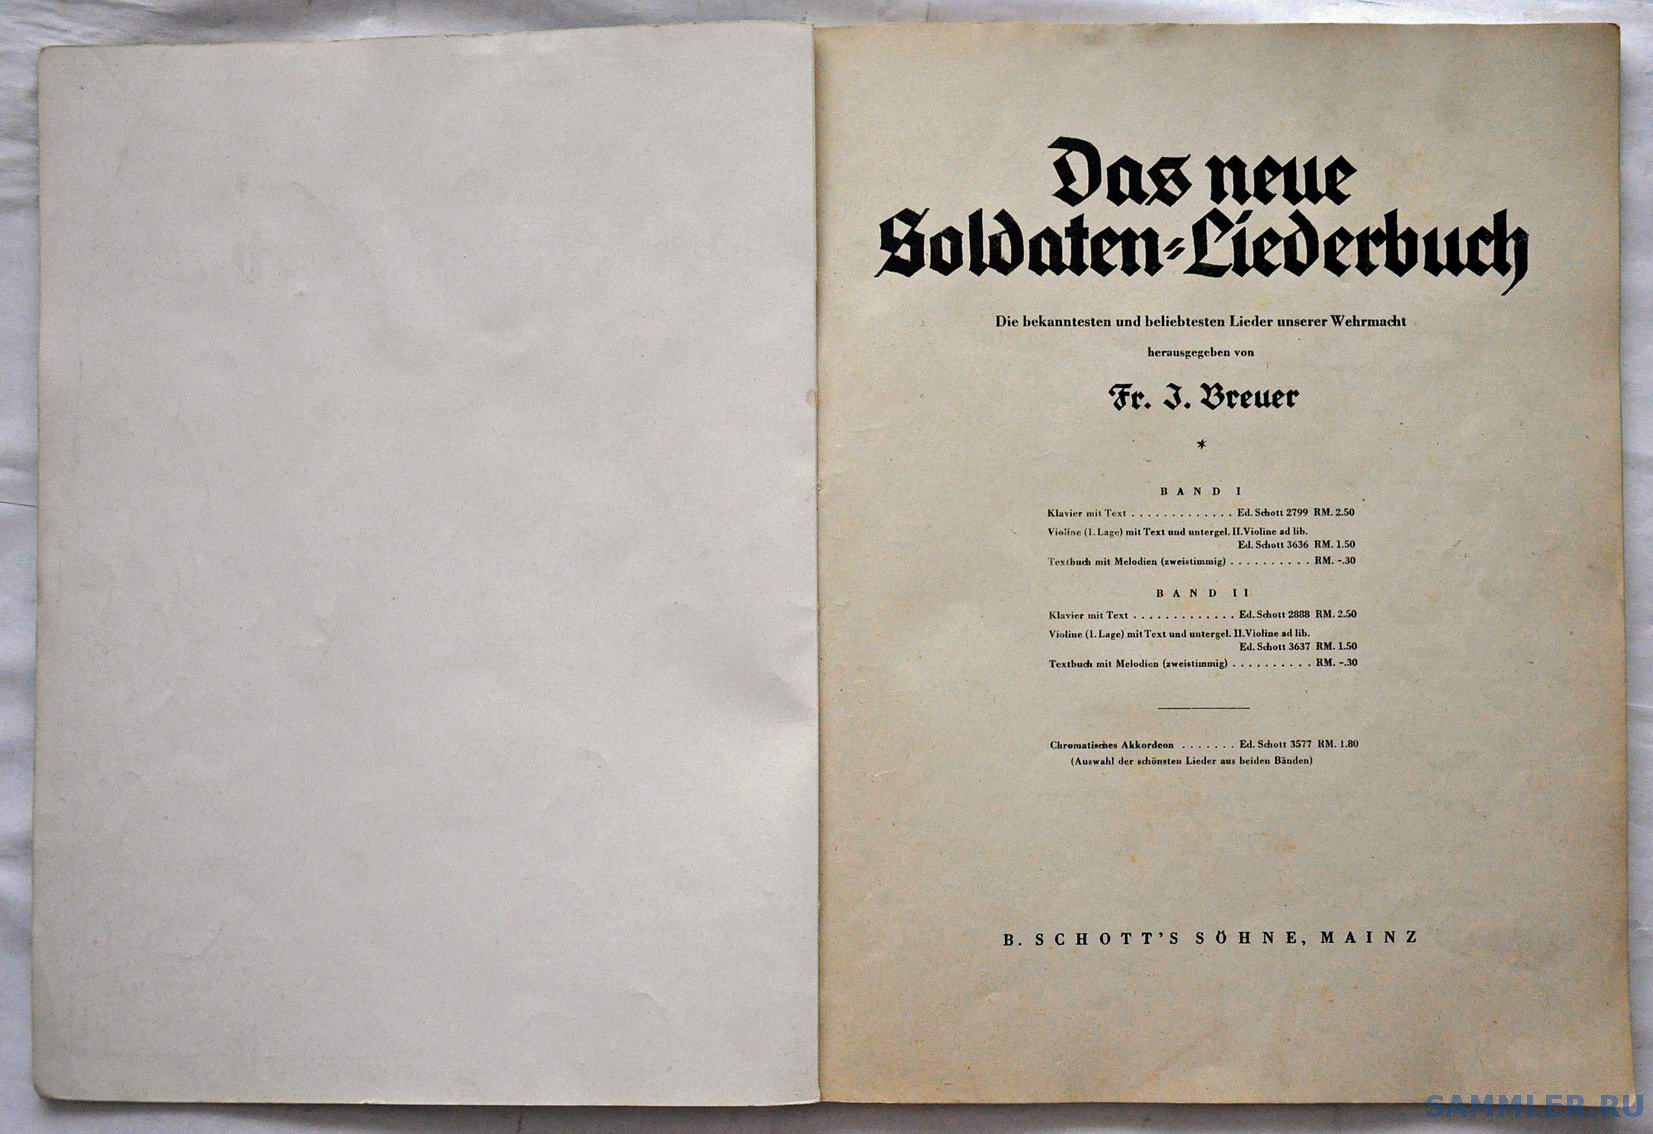 Das neue
Soldaten-Liederbuch
Die bekanntesten und beliebtesten Lieder unserer Wehrmacht
herausgegeben von
Fr. J. Breuer
*
BAND I
Klavier mit Text . . . . . . . . . . . . . Ed. Schott 2799 RM. 2.50
Violine (1. Lage) mit Text und untergel. II. Violine ad lib.
Ed. Schott 3636 RM. 1.50
Textbuch mit Melodien (zweistimmig) . . . . . . . . . . RM. -.30
BAND II
Klavier mit Text . . . . . . . . . . . . . Ed. Schott 2888 RM. 2.50
Violine (1. Lage) mit Text und untergel. II. Violine ad lib.
Ed. Schott 3637 RM. 1.50
Textbuch mit Melodien (zweistimmig) . . . . . . . . . . RM. -.30
Chromatisches Akkordeon . . . . . . . Ed. Schott 3577 RM. 1.80
(Auswahl der schönsten Lieder aus beiden Bänden)
B. SCHOTT'S SÖHNE, MAINZ
SAMMLER.RU